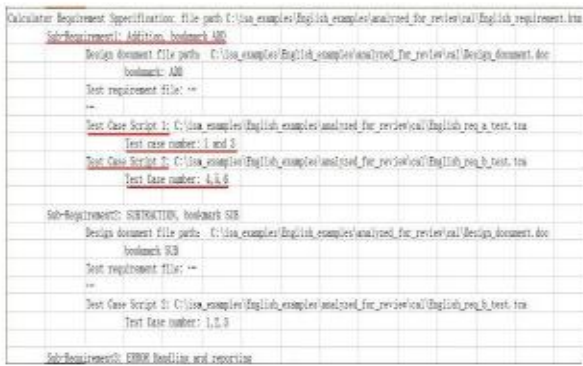 Calculator Requirement Specification: file path C:\isa_examples\English_examples\analyzed_for_review\cal\English_requirement.htm
Sub-Requirement1: Addition, bookmark ADD
Design document file path: C:\isa_examples\English_examples\analyzed_for_review\cal\Design_document.doc
bookmark: ADD
Test requirement file: --
--
Test Case Script 1: C:\isa_examples\English_examples\analyzed_for_review\cal\English_req_a_test.tca
Test case number: 1 and 3
Test Case Script 2: C:\isa_examples\English_examples\analyzed_for_review\cal\English_req_b_test.tca
Test Case number: 4,5,6
Sub-Requirement2: SUBTRACTION, bookmark SUB
Design document file path: C:\isa_examples\English_examples\analyzed_for_review\cal\Design_document.doc
bookmark SUB
Test requirement file: --
--
Test Case Script 2: C:\isa_examples\English_examples\analyzed_for_review\cal\English_req_b_test.tca
Test Case number: 1,2,3
Sub-Requirement3: ERROR Handling and reporting